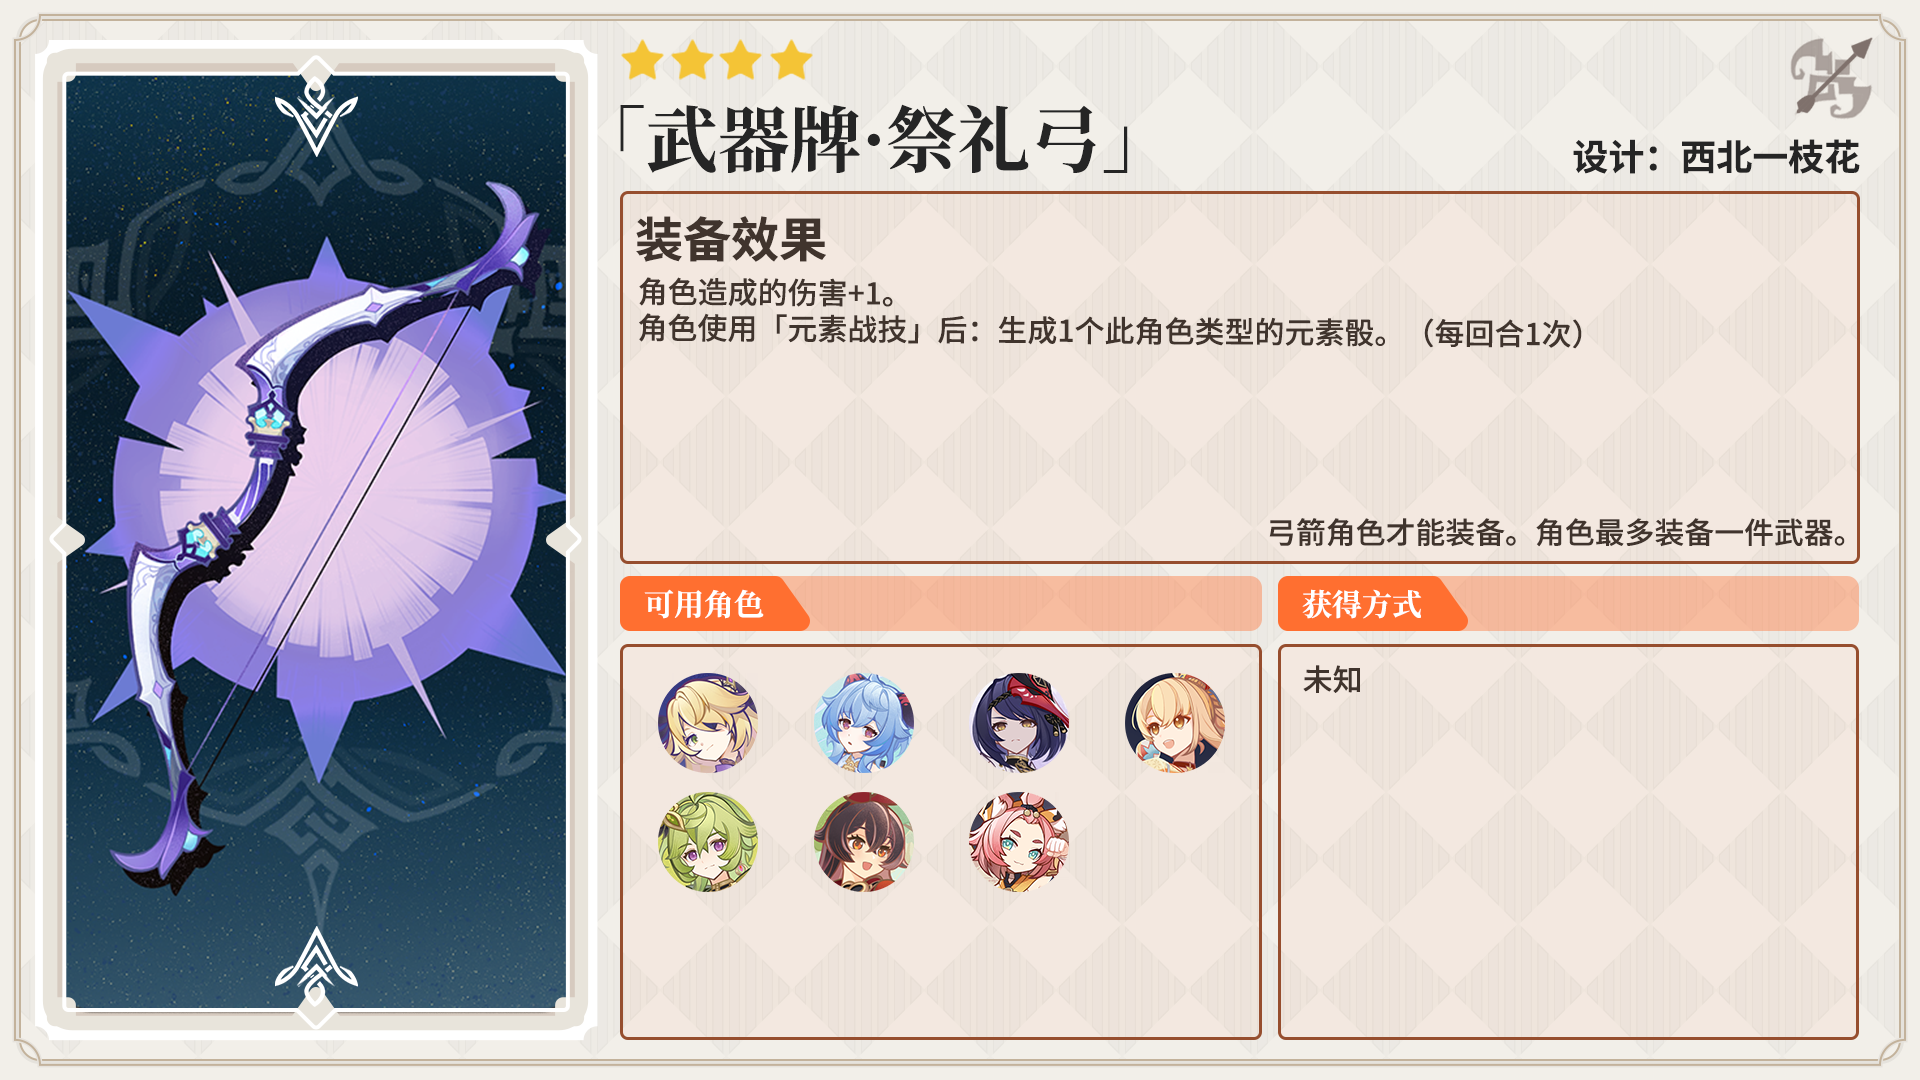 「武器牌·祭礼弓」
设计：西北一枝花
装备效果
角色造成的伤害+1。
角色使用「元素战技」后：生成1个此角色类型的元素骰。（每回合1次）
弓箭角色才能装备。角色最多装备一件武器。
可用角色
获得方式
未知